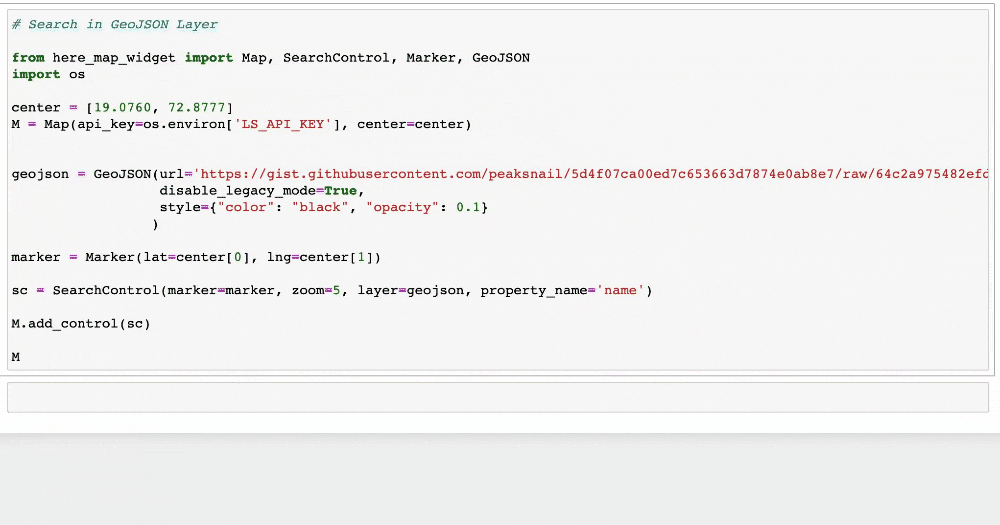 # Search in GeoJSON Layer
from here_map_widget import Map, SearchControl, Marker, GeoJSON
import os
center = [19.0760, 72.8777]
M = Map(api_key=os.environ['LS_API_KEY'], center=center)
geojson = GeoJSON(url='https://gist.githubusercontent.com/peaksnail/5d4f07ca00ed7c653663d7874e0ab8e7/raw/64c2a975482efd
disable_legacy_mode=True,
style={"color": "black", "opacity": 0.1}
)
marker = Marker(lat=center[0], lng=center[1])
sc = SearchControl(marker=marker, zoom=5, layer=geojson, property_name='name')
M.add_control(sc)
M